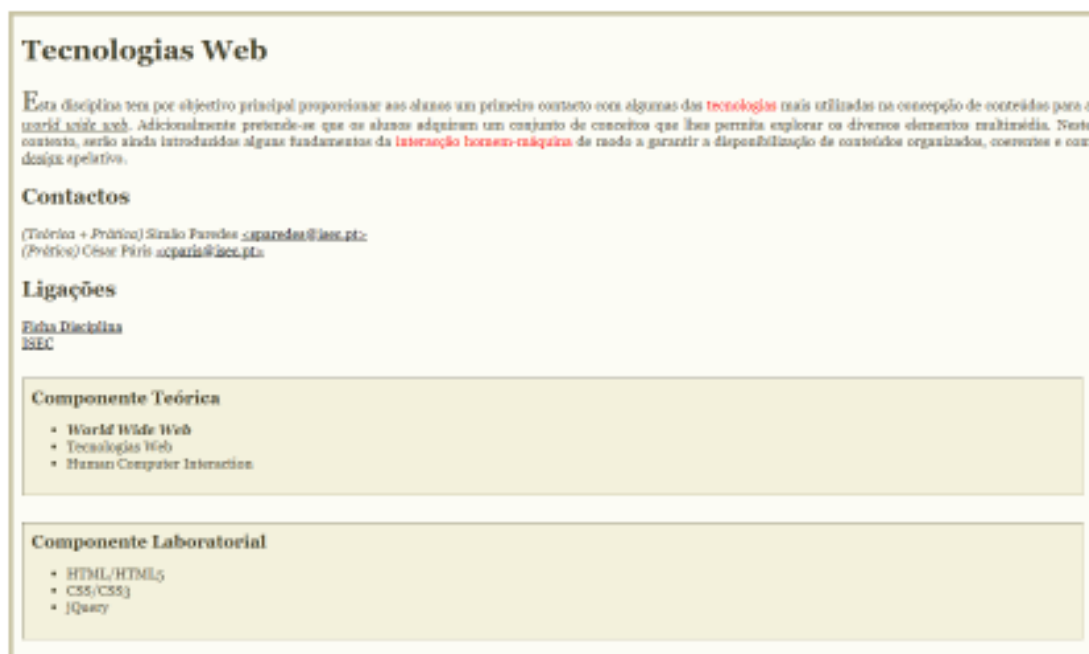 Tecnologias Web
Esta disciplina tem por objectivo principal proporcionar aos alunos um primeiro contacto com algumas das tecnologias mais utilizadas na concepção de conteúdos para a
world wide web. Adicionalmente pretende-se que os alunos adquiram um conjunto de conceitos que lhes permita explorar os diversos elementos multimédia. Neste
contexto, serão ainda introduzidos alguns fundamentos da interacção homem-máquina de modo a garantir a disponibilização de conteúdos organizados, coerentes e com
design apelativo.
Contactos
(Teórica + Prática) Simão Paredes <sparedes@isec.pt>
(Prática) César Páris <cparis@isec.pt>
Ligações
Ficha Disciplina
ISEC
Componente Teórica
• World Wide Web
• Tecnologias Web
• Human Computer Interaction
Componente Laboratorial
• HTML/HTML5
• CSS/CSS3
• jQuery